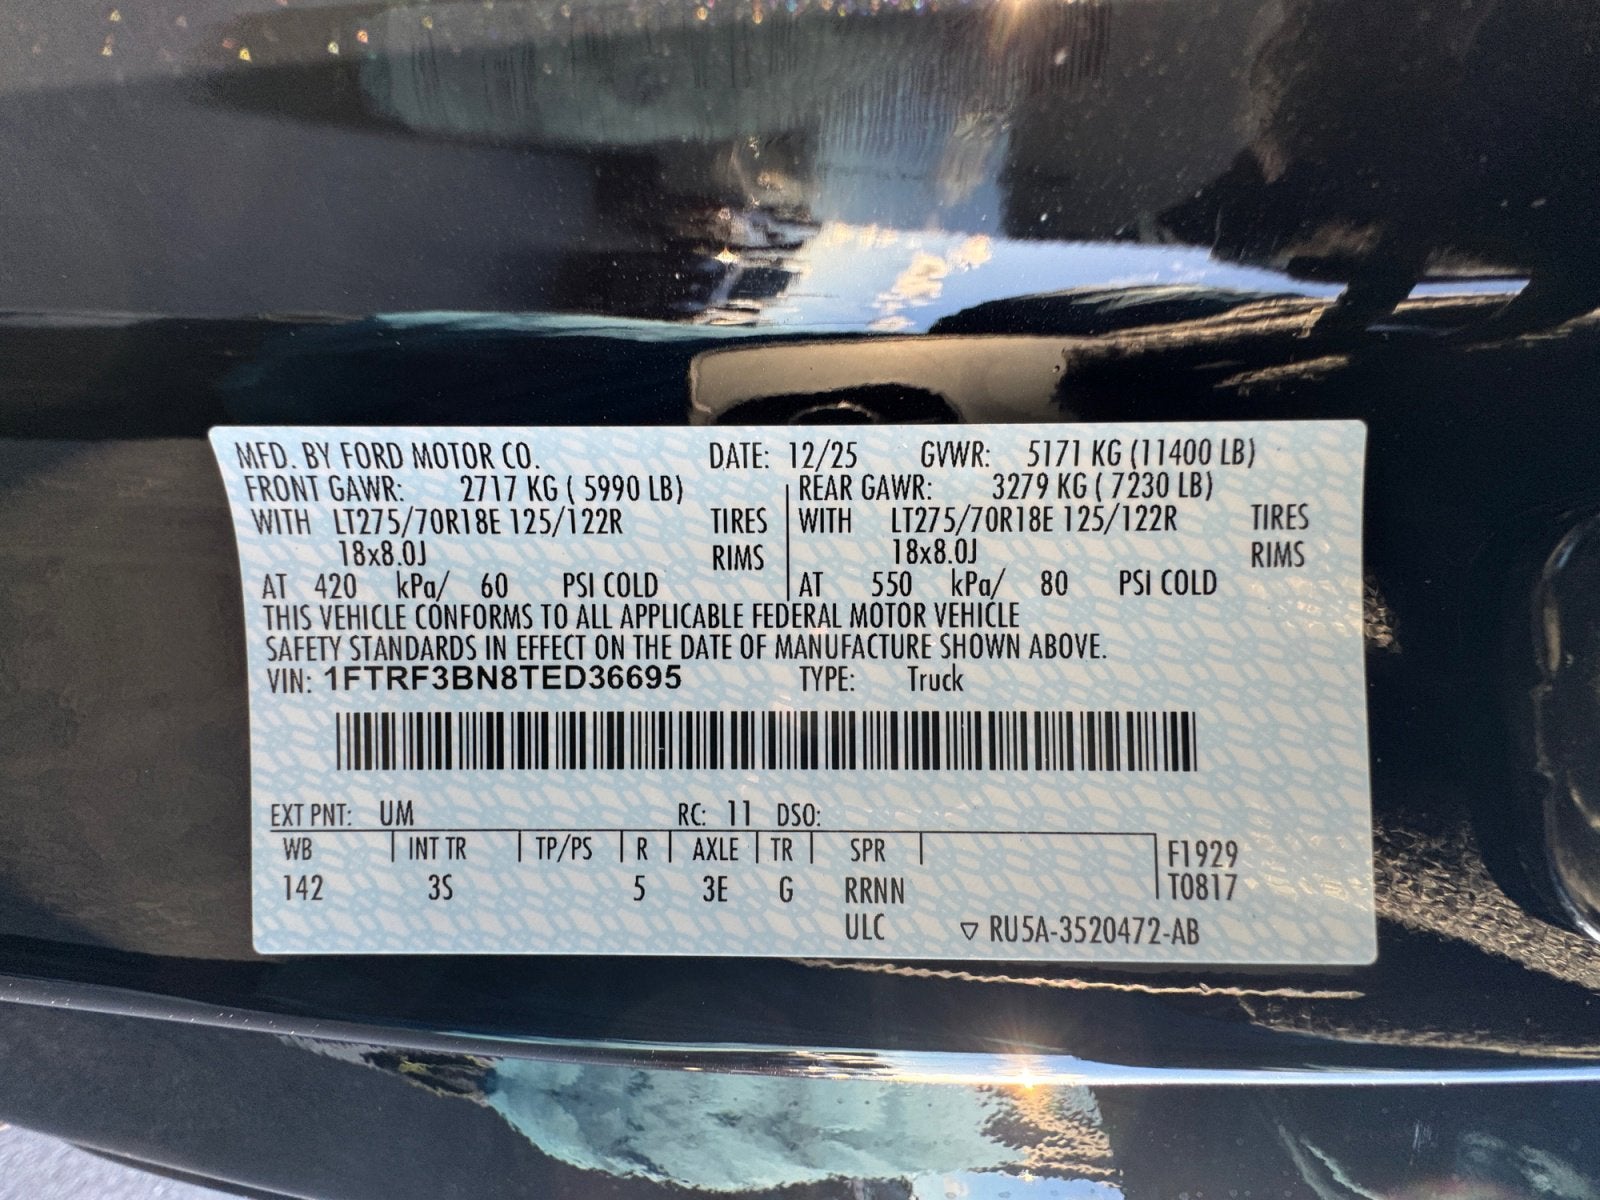 MFD. BY FORD MOTOR CO. DATE: 12/25 GVWR: 5171 KG (11400 LB)
FRONT GAWR: 2717 KG ( 5990 LB) REAR GAWR: 3279 KG ( 7230 LB)
WITH LT275/70R18E 125/122R TIRES WITH LT275/70R18E 125/122R TIRES
18x8.0J RIMS 18x8.0J RIMS
AT 420 kPa/ 60 PSI COLD AT 550 kPa/ 80 PSI COLD
THIS VEHICLE CONFORMS TO ALL APPLICABLE FEDERAL MOTOR VEHICLE
SAFETY STANDARDS IN EFFECT ON THE DATE OF MANUFACTURE SHOWN ABOVE.
VIN: 1FTRF3BN8TED36695 TYPE: Truck
EXT PNT: UM RC: 11 DSO:
WB INT TR TP/PS R AXLE TR SPR F1929
142 3S 5 3E G RRNN T0817
ULC ▽ RU5A-3520472-AB